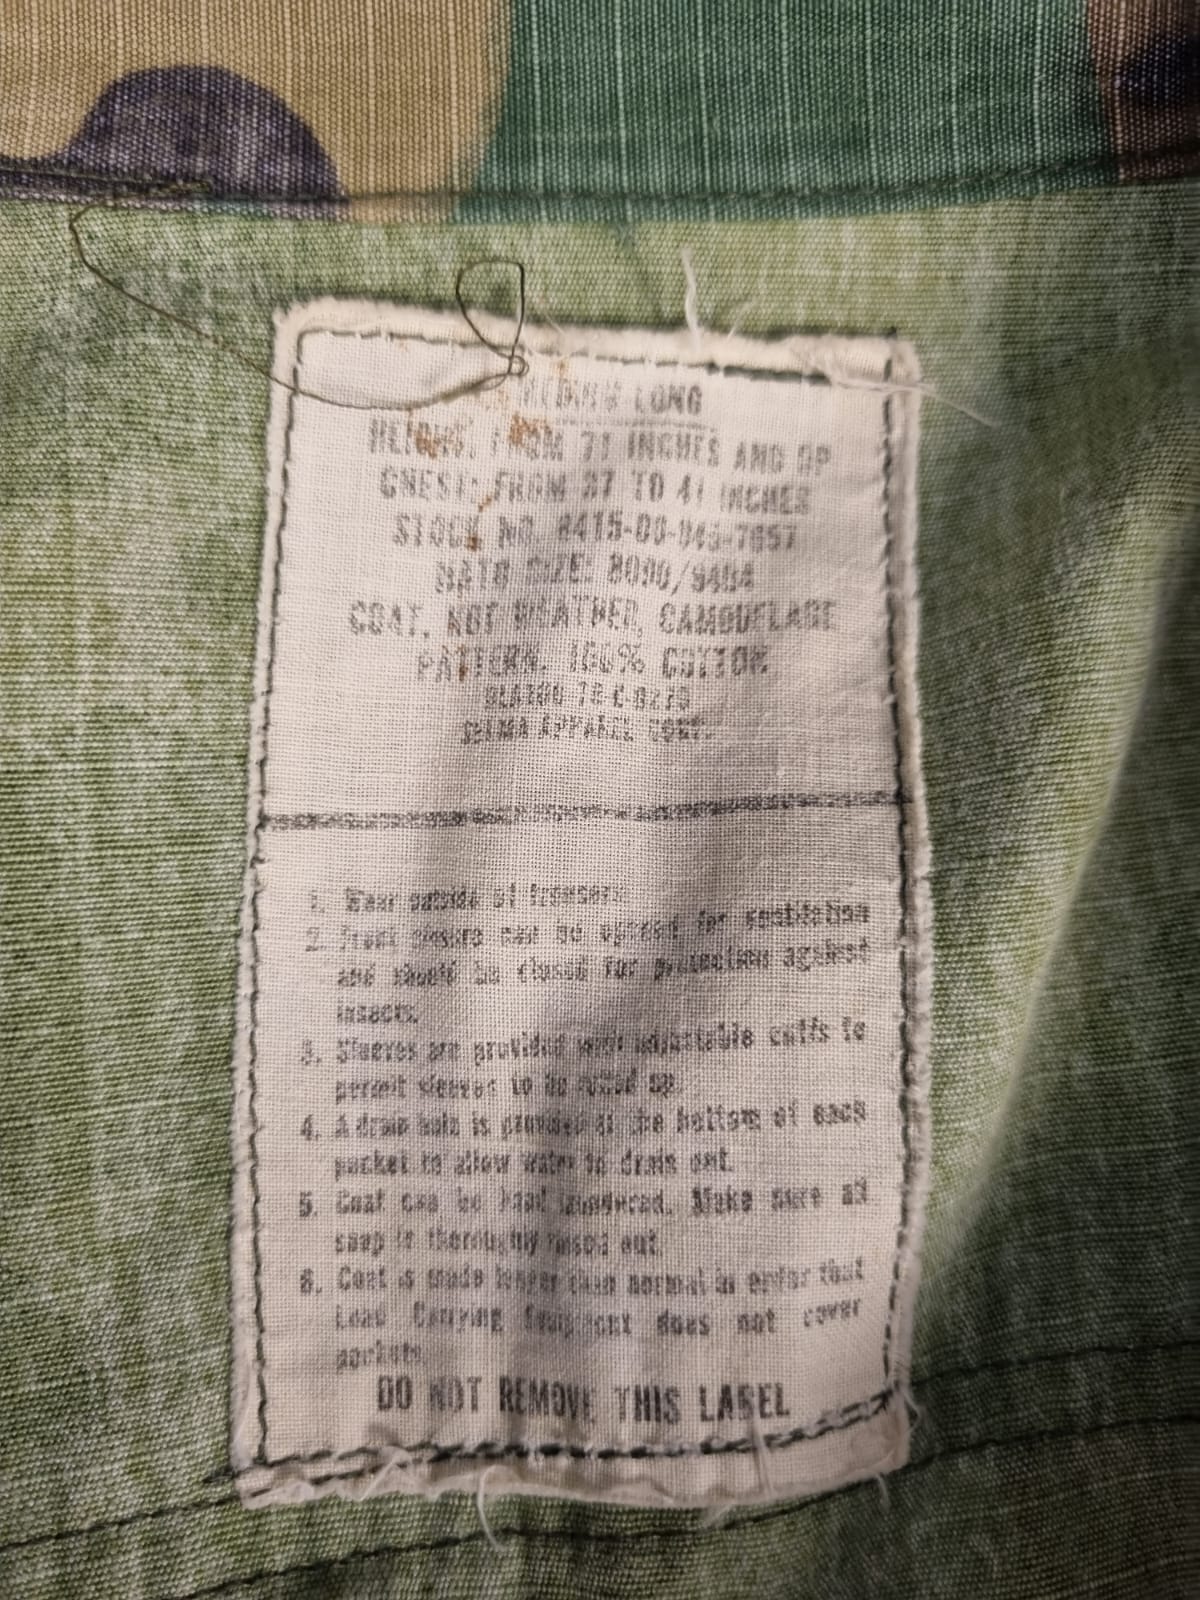 MEDIUM LONG
HEIGHT: FROM 71 INCHES AND UP
CHEST: FROM 37 TO 41 INCHES
STOCK NO. 8415-00-945-7657
NATO SIZE: 8090/9404
COAT, HOT WEATHER, CAMOUFLAGE
PATTERN. 100% COTTON
SELMA APPAREL CORP.
1. Wear outside of trousers.
2. Front closure can be opened for ventilation
and should be closed for protection against
insects.
3. Sleeves are provided with adjustable cuffs to
permit sleeves to be rolled up.
4. A drain hole is provided at the bottom of each
pocket to allow water to drain out.
5. Coat can be hand laundered. Make sure all
soap is thoroughly rinsed out.
6. Coat is made longer than normal in order that
Load Carrying Equipment does not cover
pockets.
DO NOT REMOVE THIS LABEL